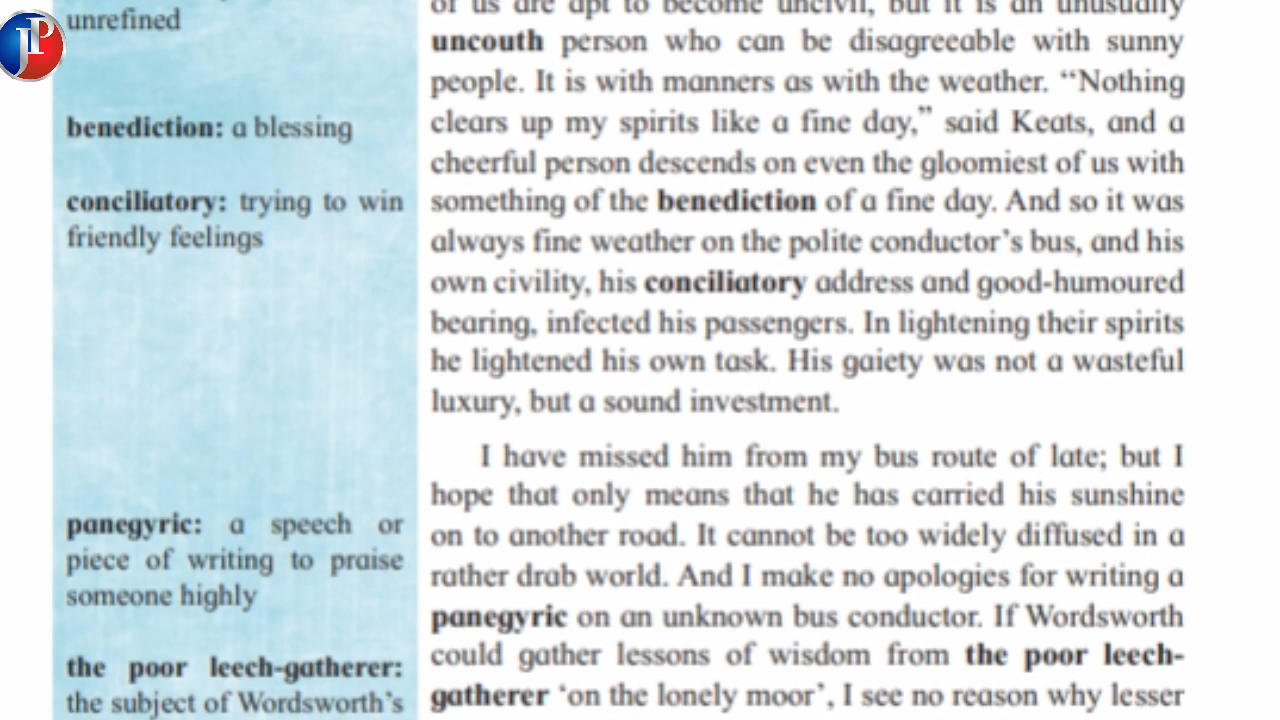 JP
unrefined
benediction: a blessing
conciliatory: trying to win
friendly feelings
panegyric: a speech or
piece of writing to praise
someone highly
the poor leech-gatherer:
the subject of Wordsworth's
of us are apt to become uncivil, but it is an unusually
uncouth person who can be disagreeable with sunny
people. It is with manners as with the weather. “Nothing
clears up my spirits like a fine day,” said Keats, and a
cheerful person descends on even the gloomiest of us with
something of the benediction of a fine day. And so it was
always fine weather on the polite conductor's bus, and his
own civility, his conciliatory address and good-humoured
bearing, infected his passengers. In lightening their spirits
he lightened his own task. His gaiety was not a wasteful
luxury, but a sound investment.
I have missed him from my bus route of late; but I
hope that only means that he has carried his sunshine
on to another road. It cannot be too widely diffused in a
rather drab world. And I make no apologies for writing a
panegyric on an unknown bus conductor. If Wordsworth
could gather lessons of wisdom from the poor leech-
gatherer ‘on the lonely moor’, I see no reason why lesser